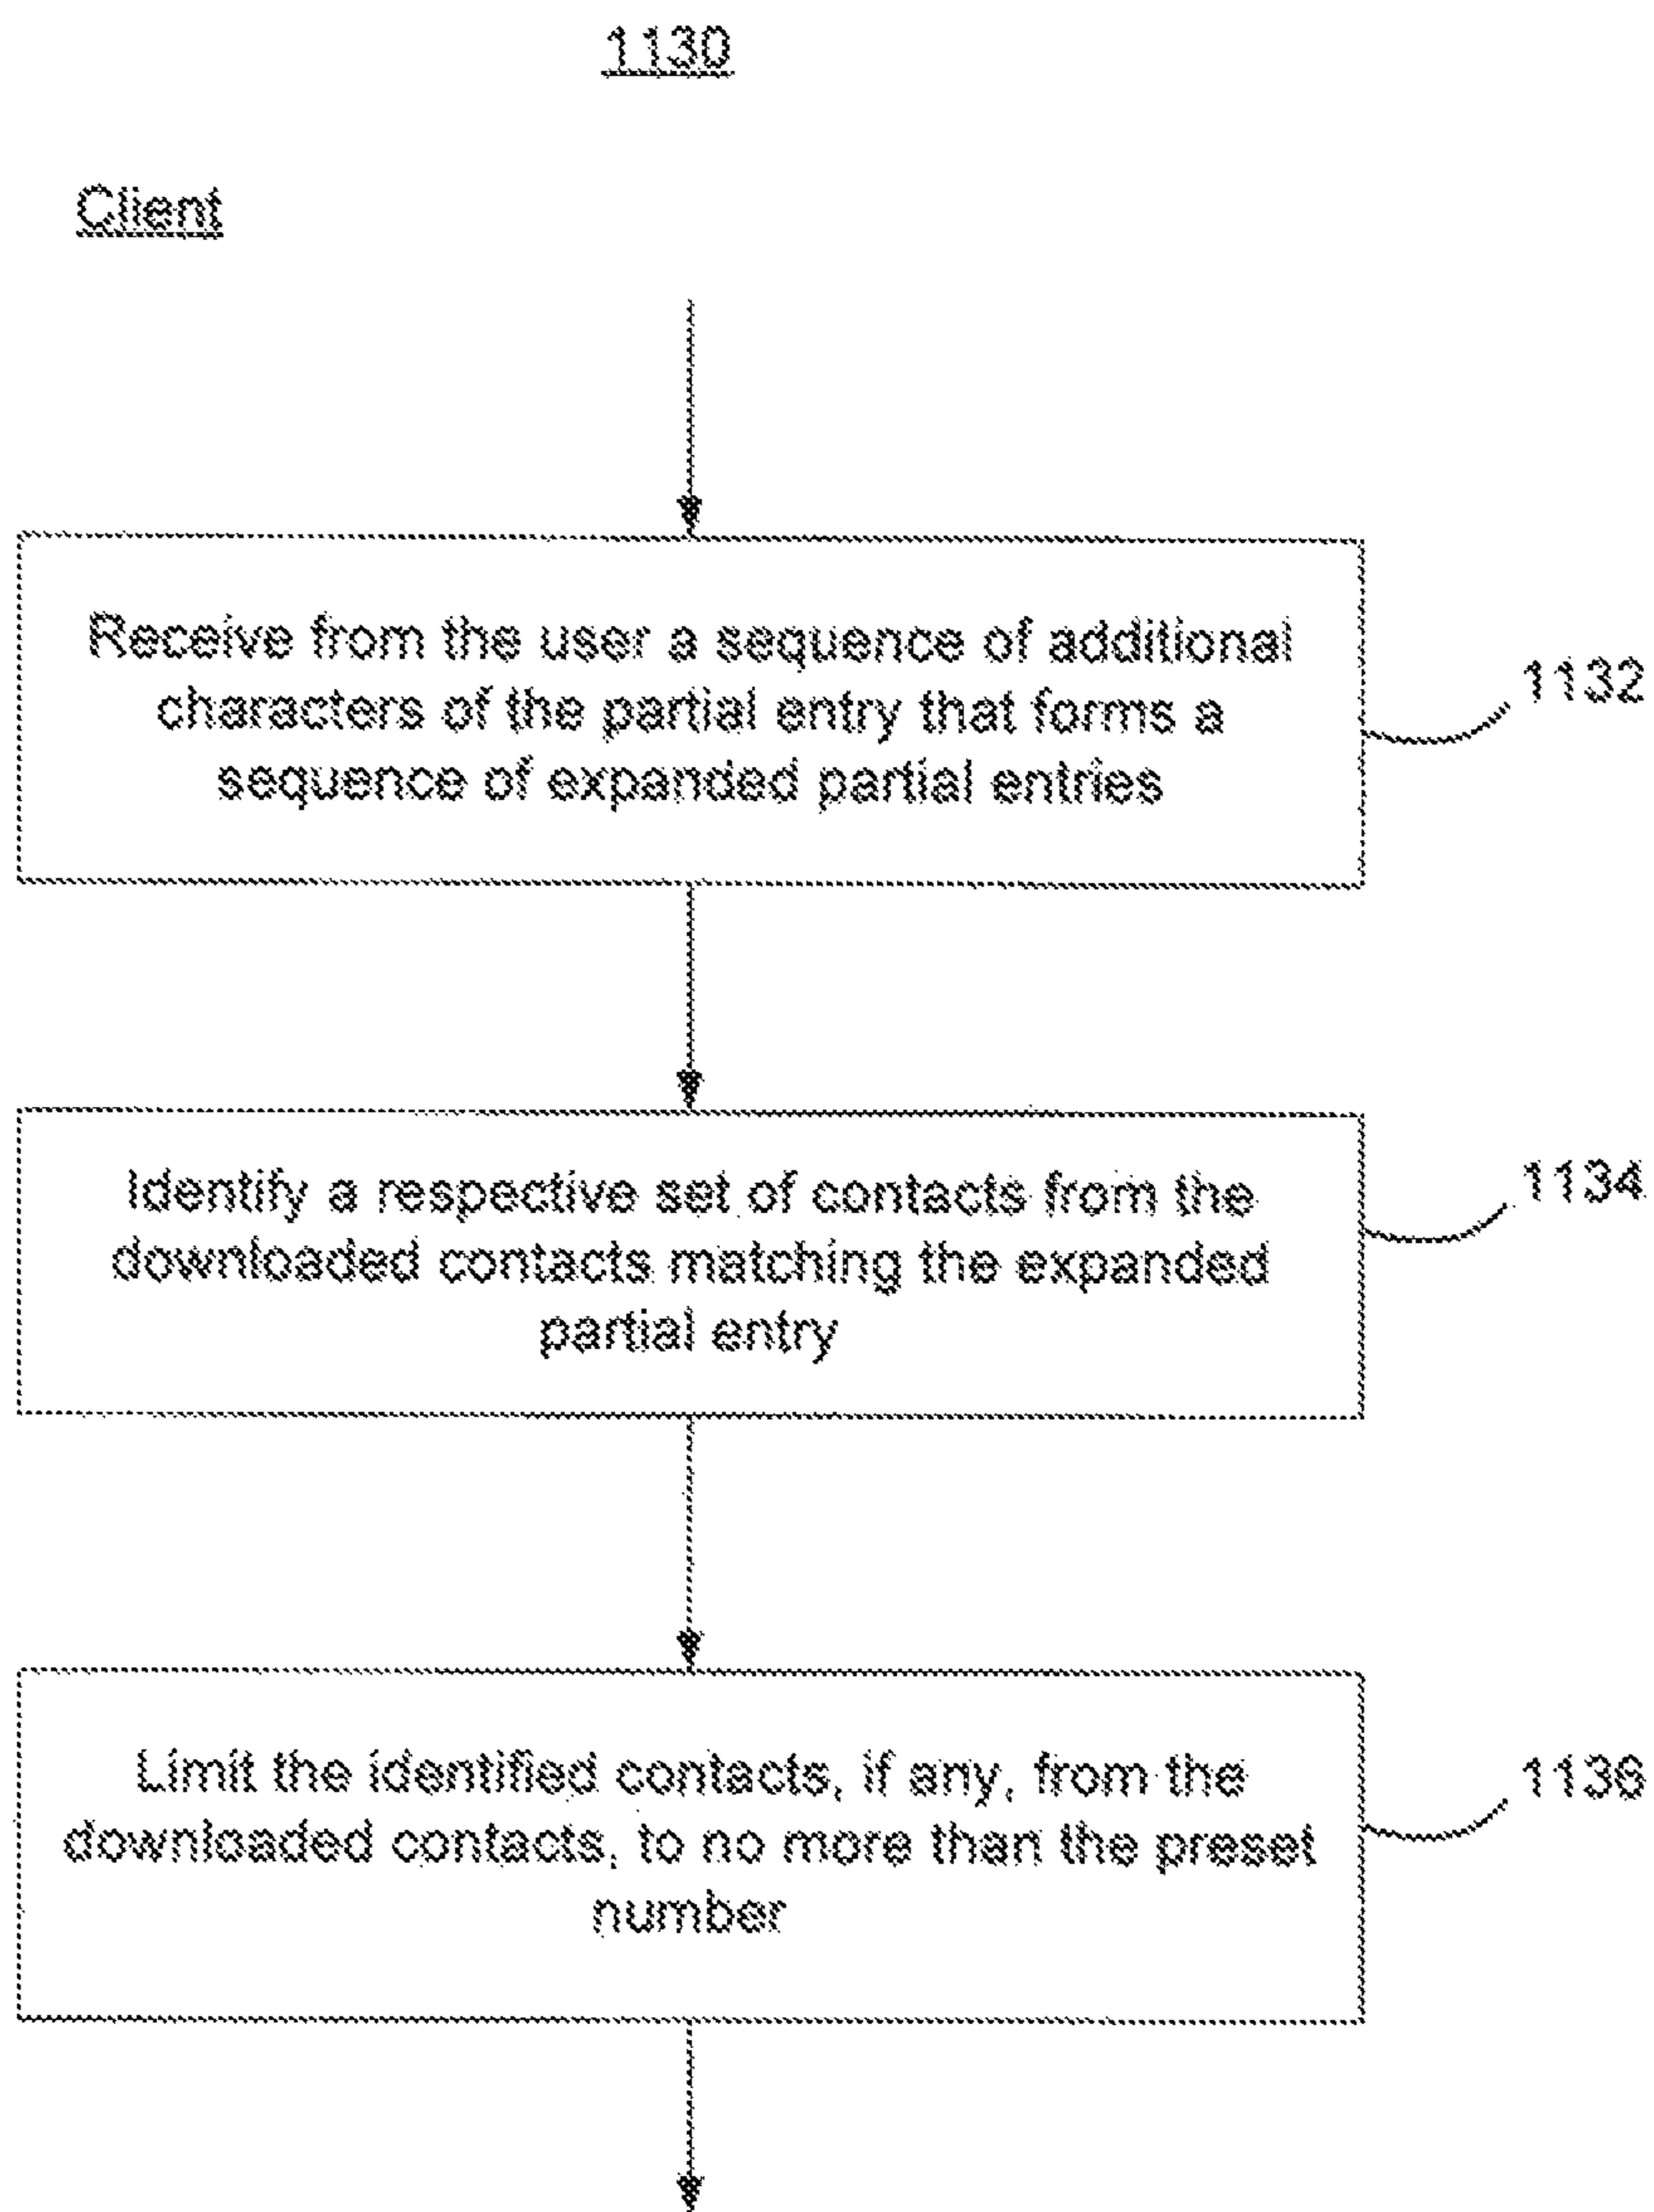 1130
Client
Receive from the user a sequence of additional
characters of the partial entry that forms a
sequence of expanded partial entries
1132
Identify a respective set of contacts from the
downloaded contacts matching the expanded
partial entry
1134
Limit the identified contacts, if any, from the
downloaded contacts, to no more than the preset
number
1136